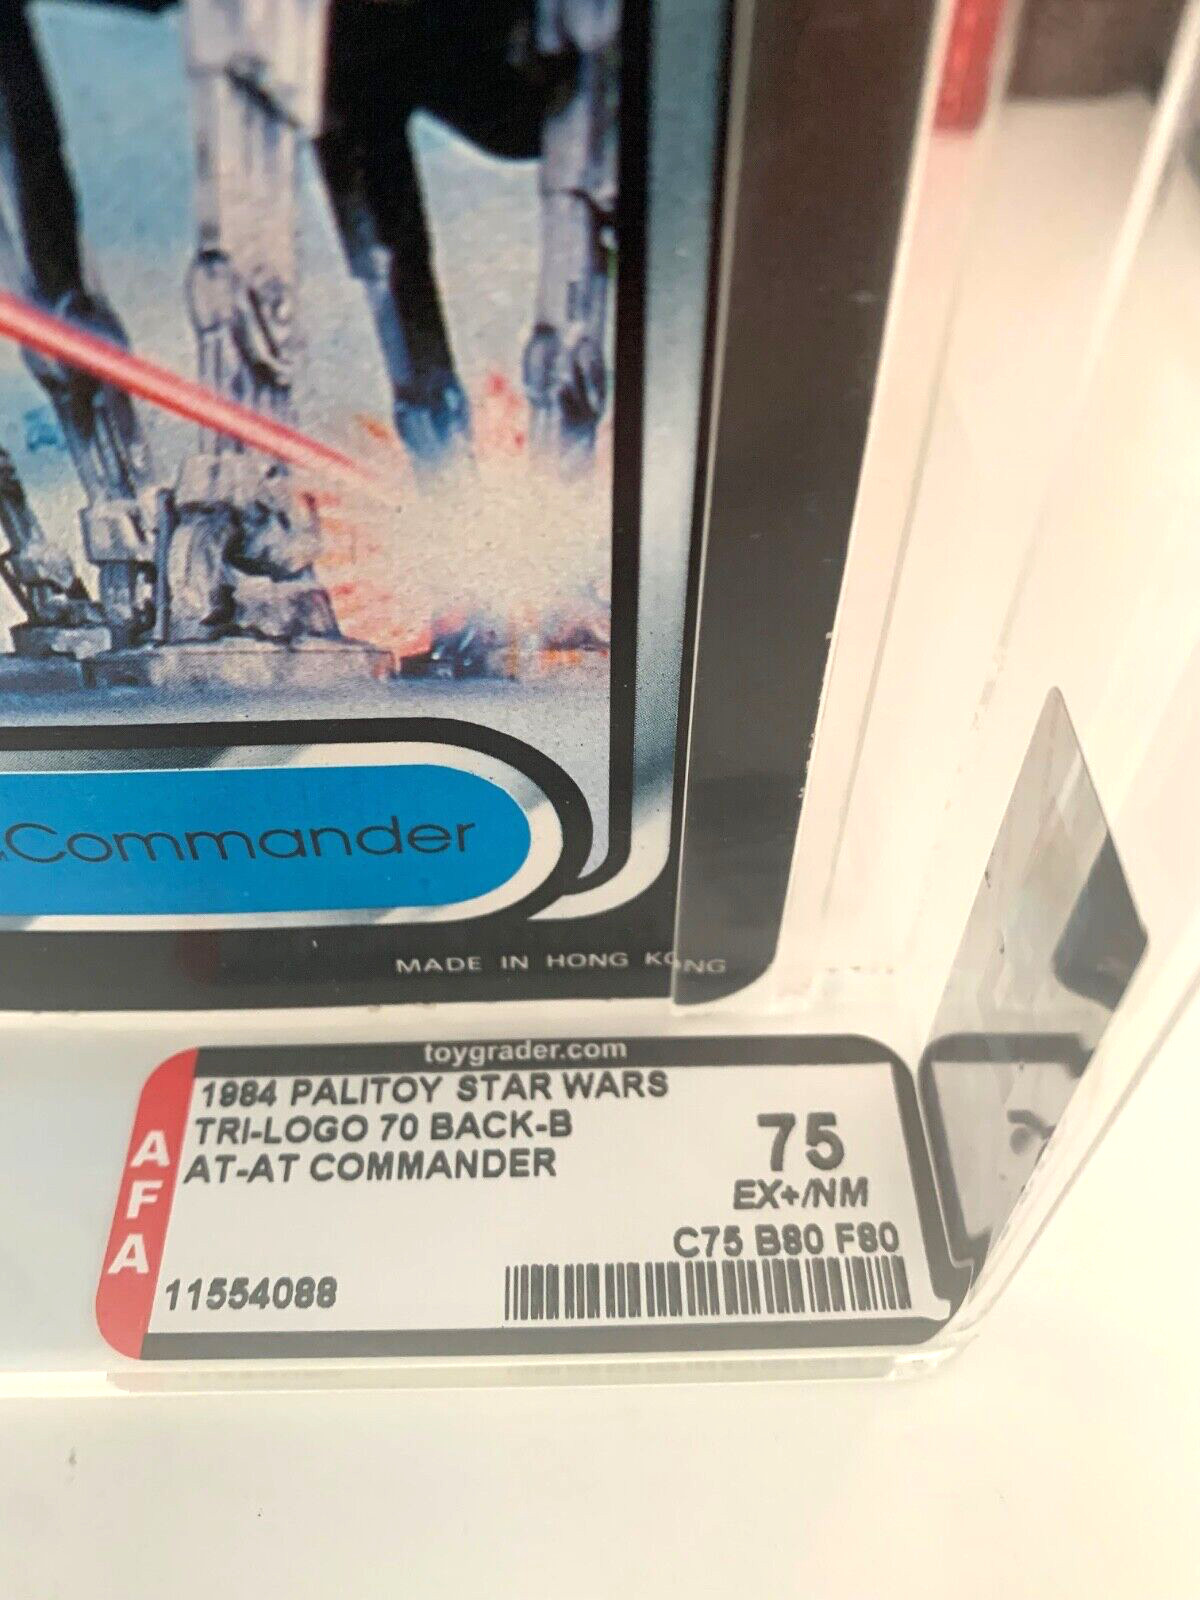 Commander
MADE IN HONG KONG
toygrader.com
AFA
1984 PALITOY STAR WARS
TRI-LOGO 70 BACK-B
AT-AT COMMANDER
75
EX+/NM
C75 B80 F80
11554088